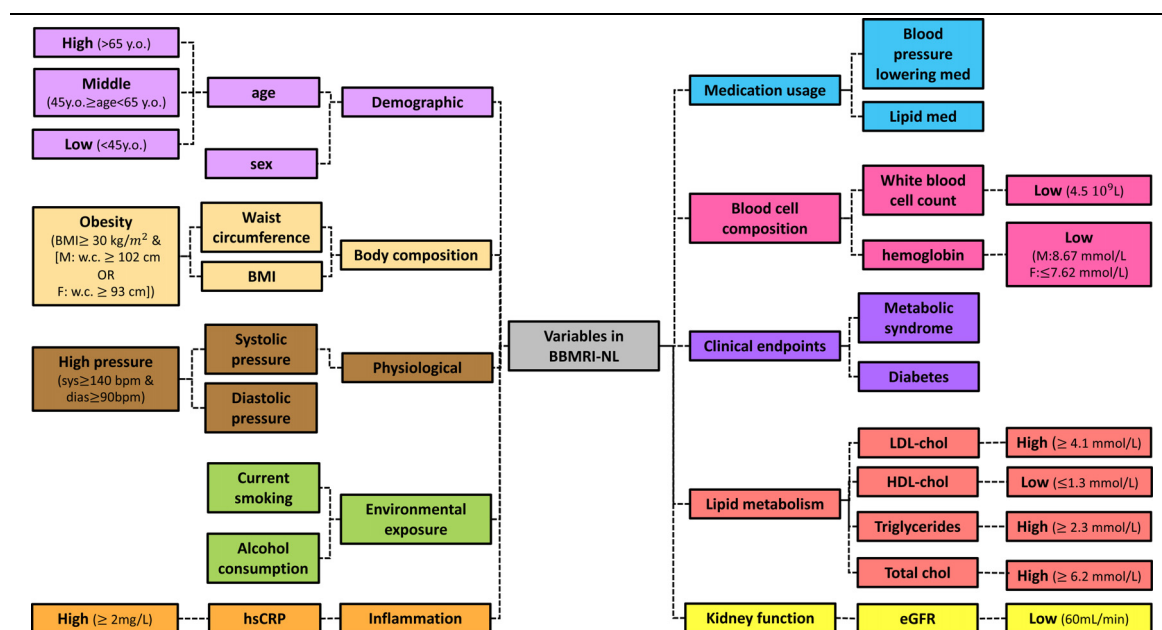 High (>65 y.o.)
Middle
(45y.o.≥age<65 y.o.)
Low (<45y.o.)
age
sex
Demographic
Obesity
(BMI≥ 30 kg/m² &
[M: w.c. ≥ 102 cm
OR
F: w.c. ≥ 93 cm])
Waist
circumference
BMI
Body composition
High pressure
(sys≥140 bpm &
dias≥90bpm)
Systolic
pressure
Diastolic
pressure
Physiological
Current
smoking
Alcohol
consumption
Environmental
exposure
High (≥ 2mg/L)
hsCRP
Inflammation
Variables in
BBMRI-NL
Medication usage
Blood
pressure
lowering med
Lipid med
Blood cell
composition
White blood
cell count
Low (4.5 10⁹L)
hemoglobin
Low
(M:8.67 mmol/L
F:≤7.62 mmol/L)
Clinical endpoints
Metabolic
syndrome
Diabetes
Lipid metabolism
LDL-chol
High (≥ 4.1 mmol/L)
HDL-chol
Low (≤1.3 mmol/L)
Triglycerides
High (≥ 2.3 mmol/L)
Total chol
High (≥ 6.2 mmol/L)
Kidney function
eGFR
Low (60mL/min)